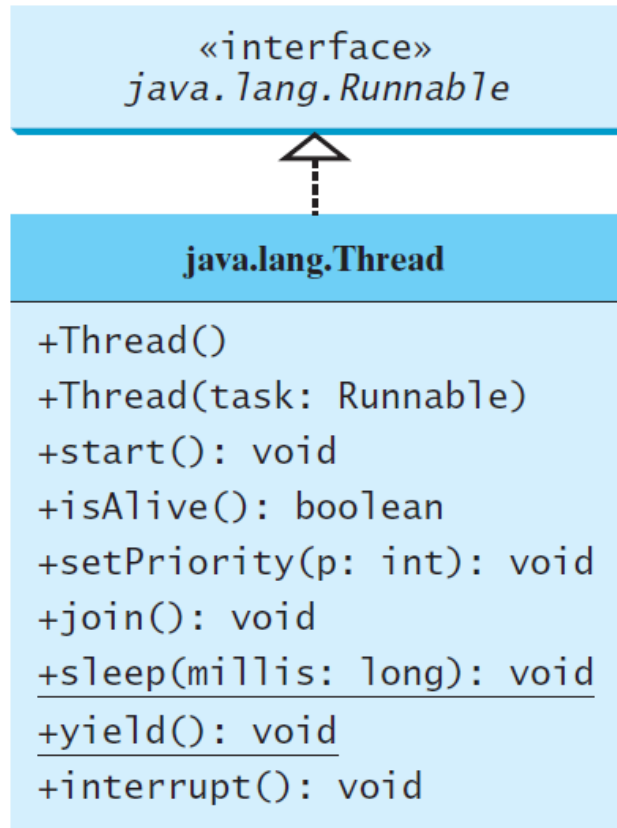 «interface»
java.lang.Runnable
java.lang.Thread
+Thread()
+Thread(task: Runnable)
+start(): void
+isAlive(): boolean
+setPriority(p: int): void
+join(): void
+sleep(millis: long): void
+yield(): void
+interrupt(): void